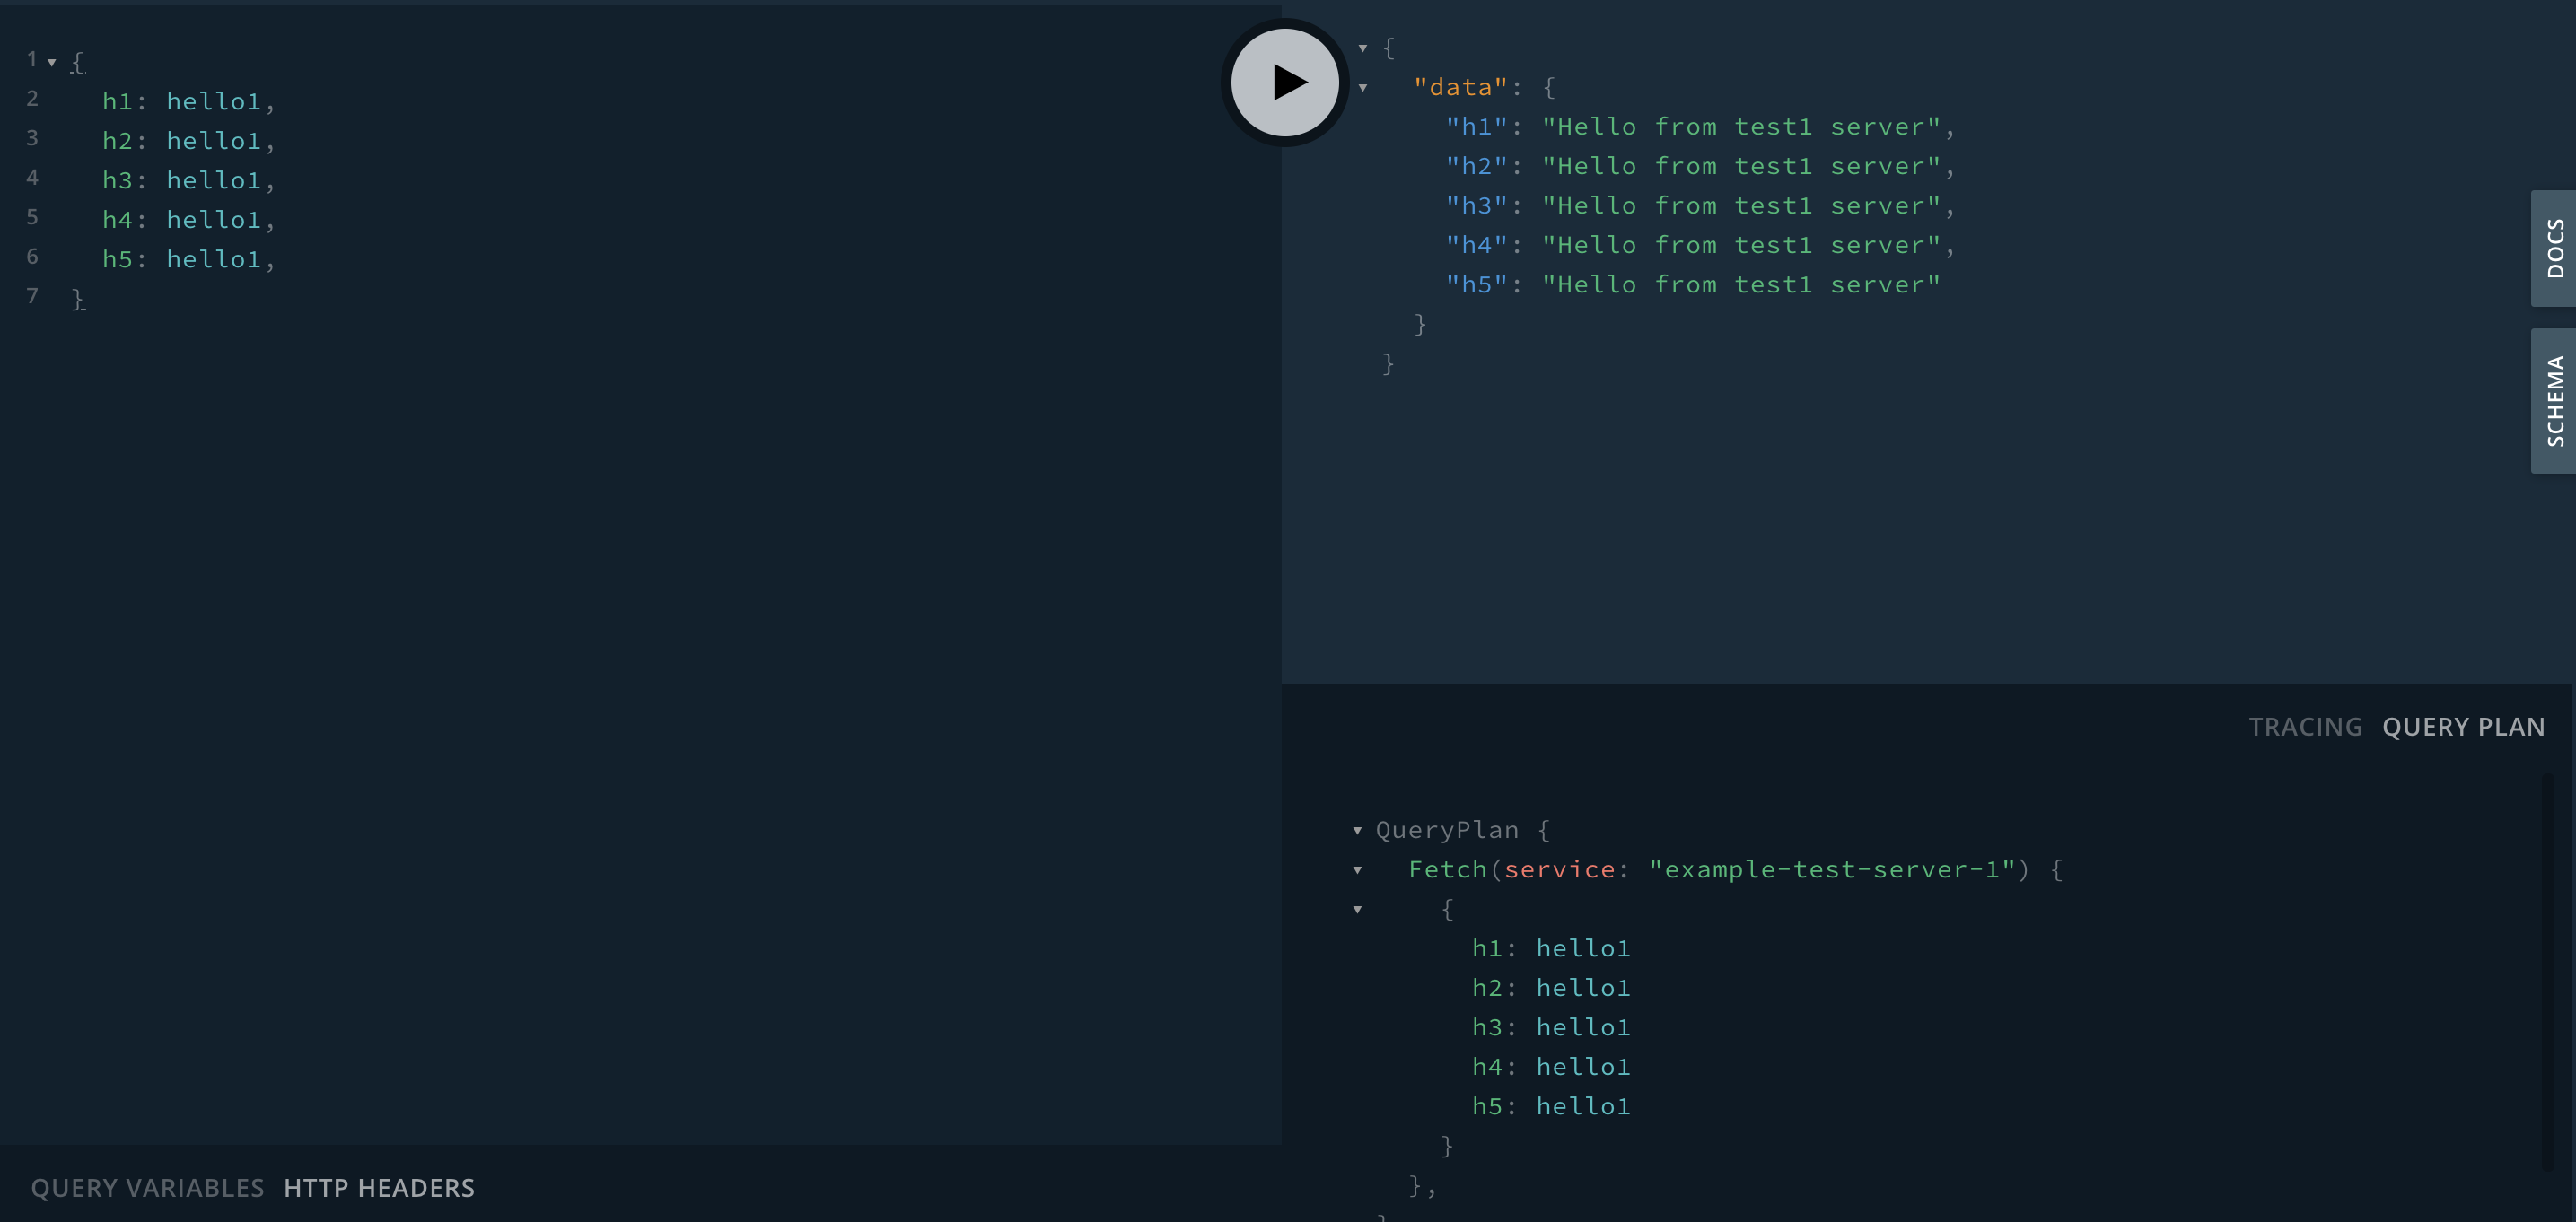 1 {
2 h1: hello1,
3 h2: hello1,
4 h3: hello1,
5 h4: hello1,
6 h5: hello1,
7 }
QUERY VARIABLES HTTP HEADERS
{
"data": {
"h1": "Hello from test1 server",
"h2": "Hello from test1 server",
"h3": "Hello from test1 server",
"h4": "Hello from test1 server",
"h5": "Hello from test1 server"
}
}
DOCS
SCHEMA
TRACING QUERY PLAN
QueryPlan {
Fetch(service: "example-test-server-1") {
{
h1: hello1
h2: hello1
h3: hello1
h4: hello1
h5: hello1
}
},
}